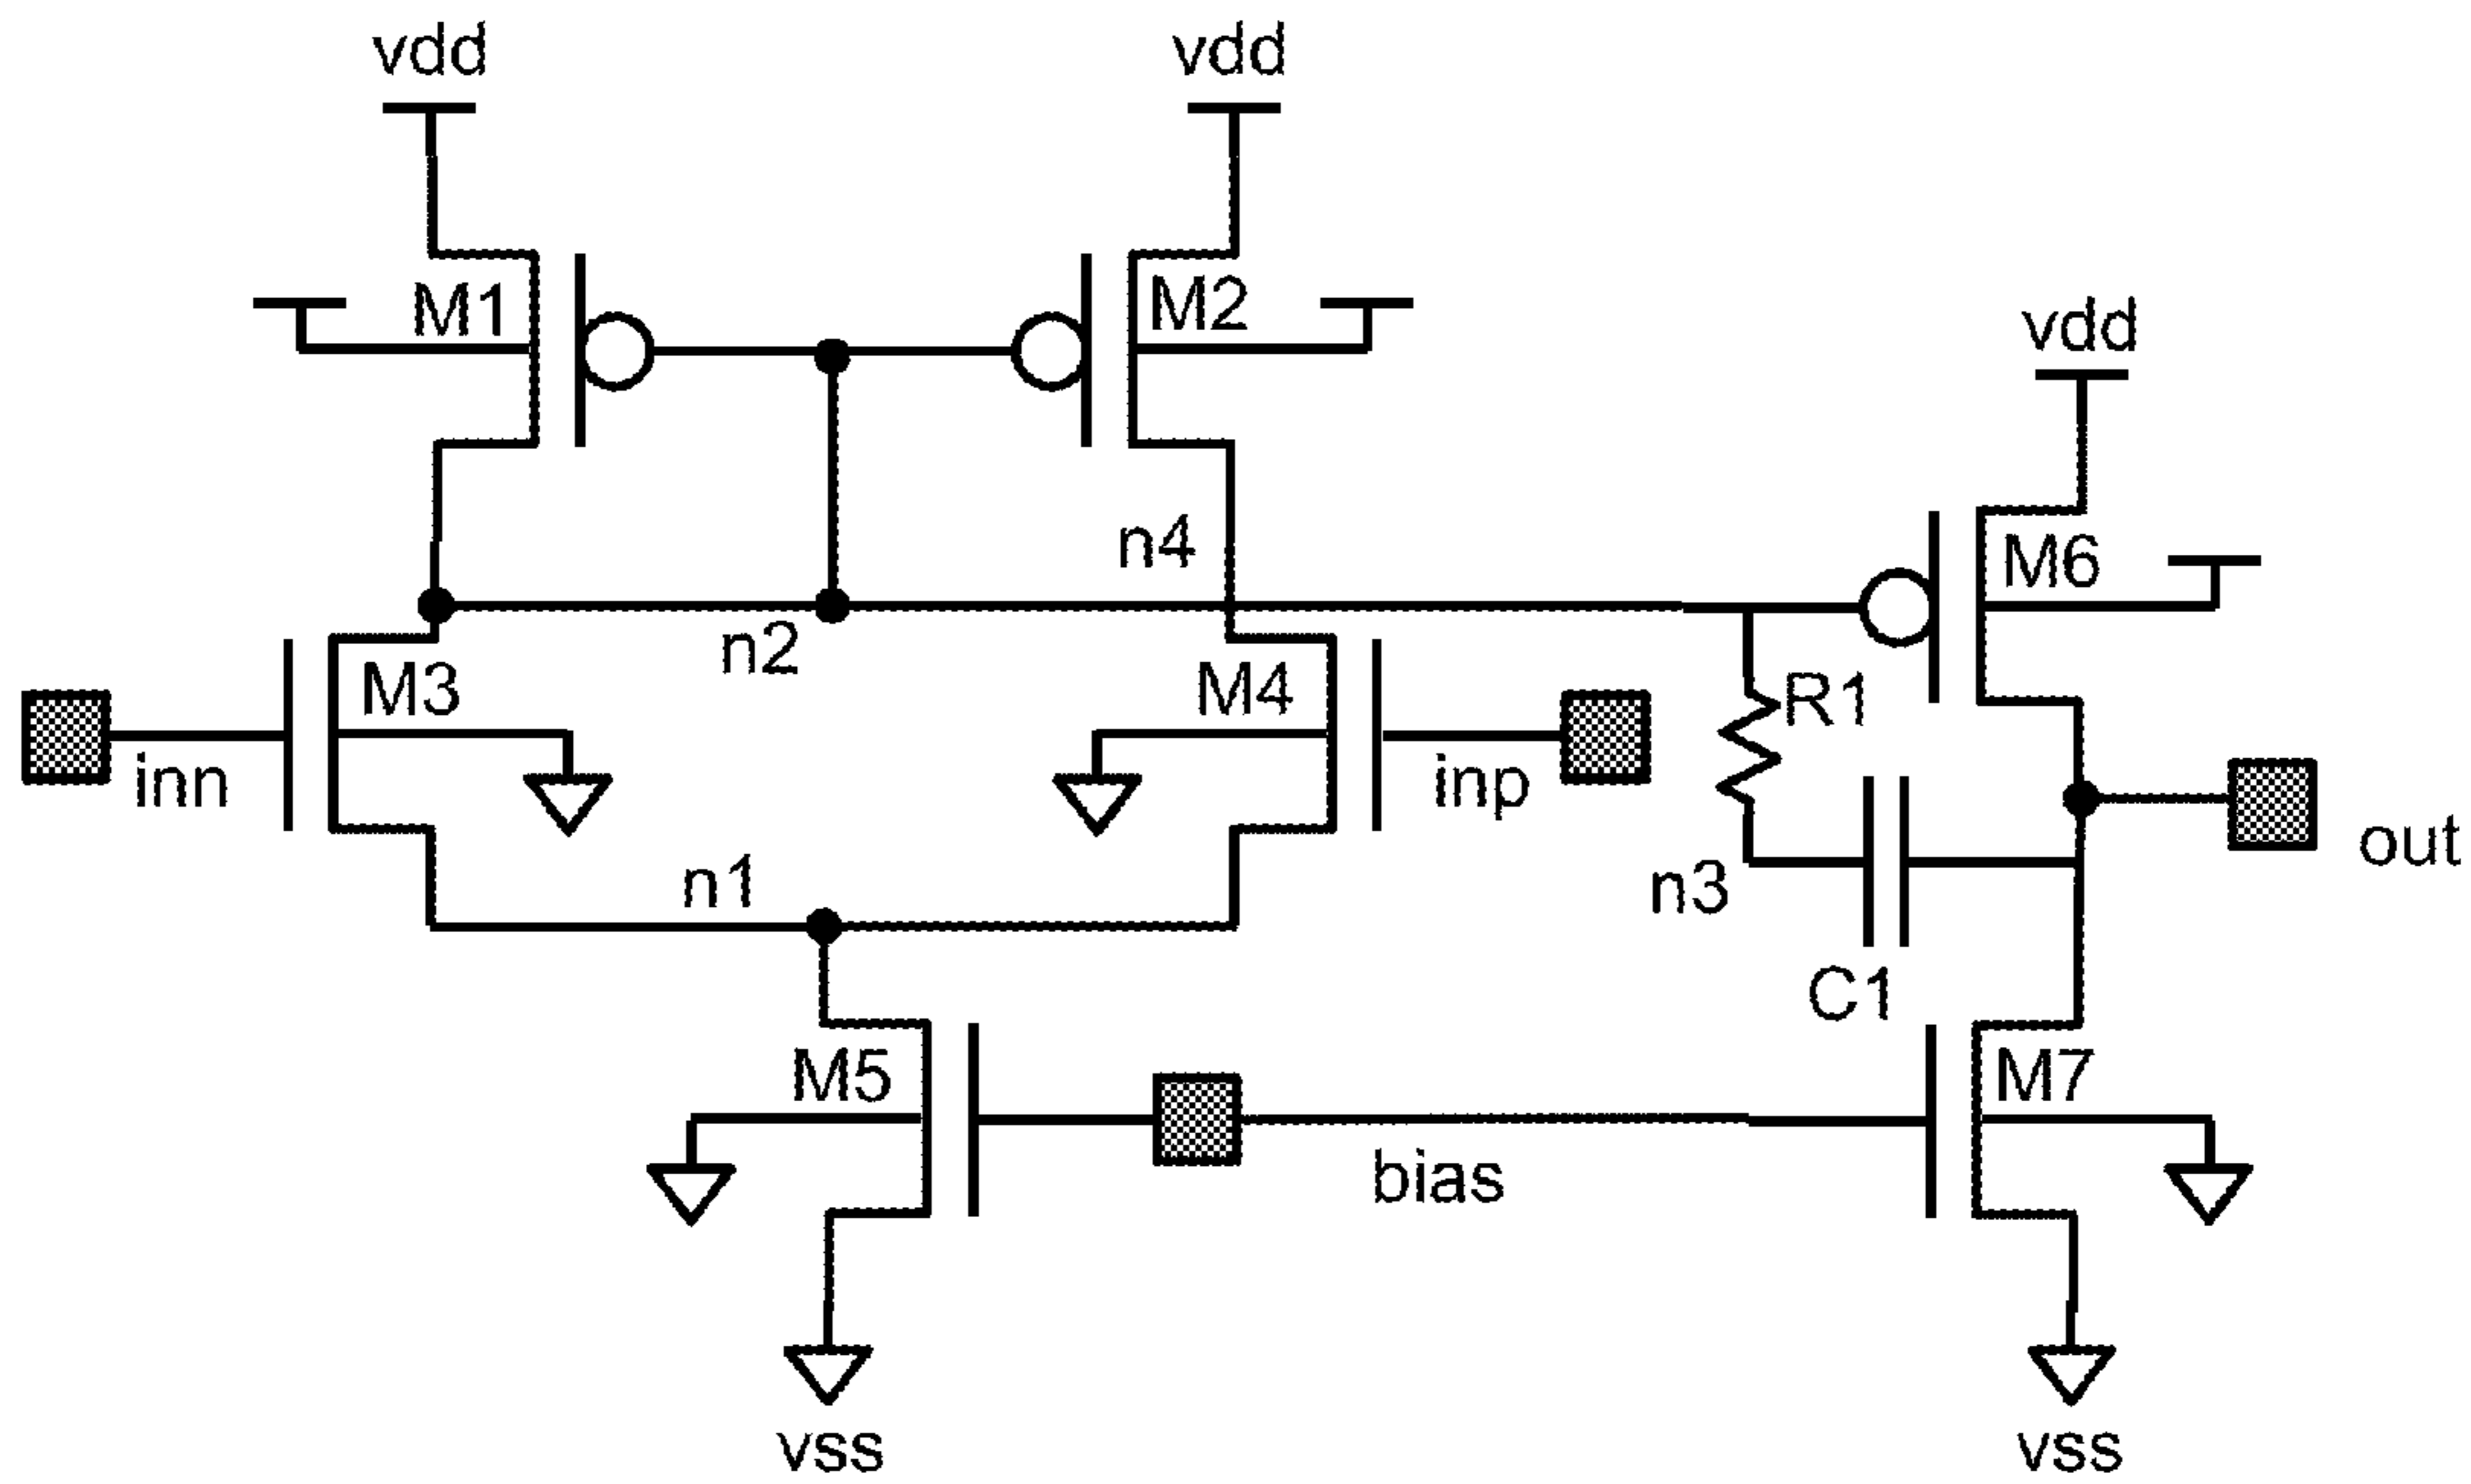 vdd
vdd
M1
M2
vdd
n4
M6
n2
M3
M4
R1
inn
inp
out
n1
n3
C1
M5
M7
bias
vss
vss